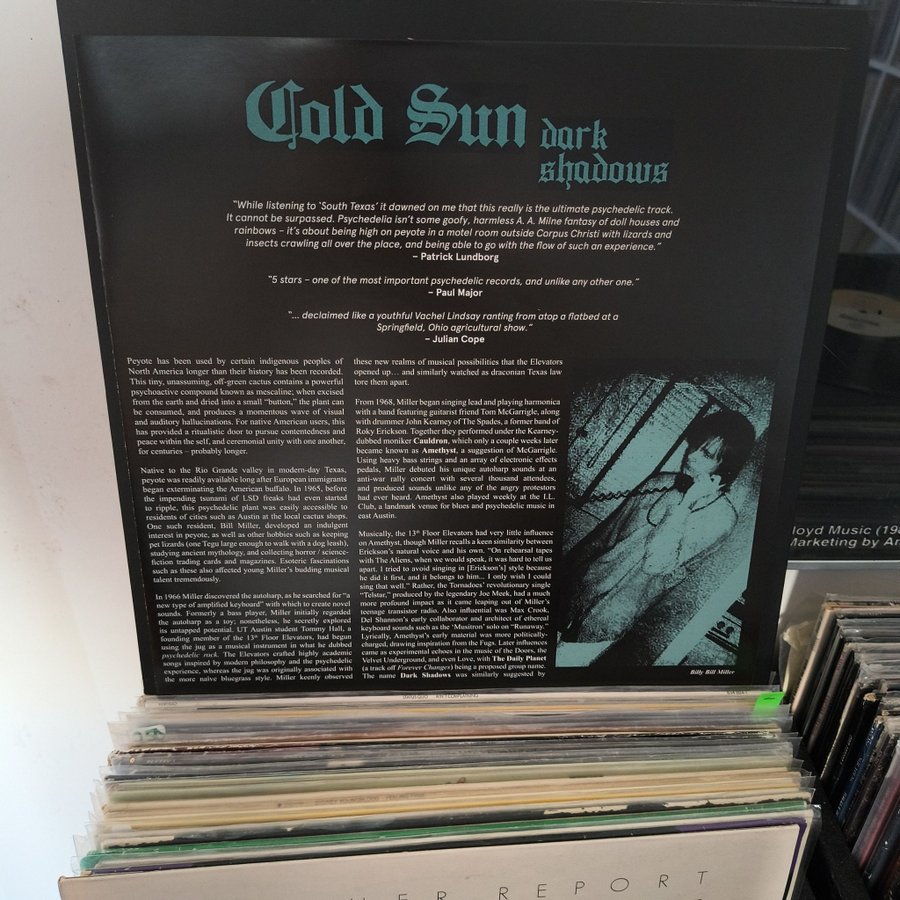 Cold Sun dark
shadows
“While listening to ‘South Texas’ it dawned on me that this really is the ultimate psychedelic track.
It cannot be surpassed. Psychedelia isn’t some goofy, harmless A. A. Milne fantasy of doll houses and
rainbows – it’s about being high on peyote in a motel room outside Corpus Christi with lizards and
insects crawling all over the place, and being able to go with the flow of such an experience.”
– Patrick Lundborg
“5 stars – one of the most important psychedelic records, and unlike any other one.”
– Paul Major
“... declaimed like a youthful Vachel Lindsay ranting from atop a flatbed at a
Springfield, Ohio agricultural show.”
– Julian Cope
Peyote has been used by certain indigenous peoples of
North America longer than their history has been recorded.
This tiny, unassuming, off-green cactus contains a powerful
psychoactive compound known as mescaline; when excised
from the earth and dried into a small “button,” the plant can
be consumed, and produces a momentous wave of visual
and auditory hallucinations. For native American users, this
has provided a ritualistic door to pursue contentedness and
peace within the self, and ceremonial unity with one another,
for centuries – probably longer.
Native to the Rio Grande valley in modern-day Texas,
peyote was readily available long after European immigrants
began exterminating the American buffalo. In 1965, before
the impending tsunami of LSD freaks had even started
to ripple, this psychedelic plant was easily accessible to
residents of cities such as Austin at the local cactus shops.
One such resident, Bill Miller, developed an indulgent
interest in peyote, as well as other hobbies such as keeping
pet lizards (one Tegu large enough to walk with a dog leash),
studying ancient mythology, and collecting horror / science-
fiction trading cards and magazines. Esoteric fascinations
such as these also affected young Miller’s budding musical
talent tremendously.
In 1966 Miller discovered the autoharp, as he searched for “a
new type of amplified keyboard” with which to create novel
sounds. Formerly a bass player, Miller initially regarded
the autoharp as a toy; nonetheless, he secretly explored
its untapped potential. UT Austin student Tommy Hall, a
founding member of the 13th Floor Elevators, had begun
using the jug as a musical instrument in what he dubbed
psychedelic rock. The Elevators crafted highly academic
songs inspired by modern philosophy and the psychedelic
experience, whereas the jug was originally associated with
the more naïve bluegrass style. Miller keenly observed
these new realms of musical possibilities that the Elevators
opened up… and similarly watched as draconian Texas law
tore them apart.
From 1968, Miller began singing lead and playing harmonica
with a band featuring guitarist friend Tom McGarrigle, along
with drummer John Kearney of The Spades, a former band of
Roky Erickson. Together they performed under the Kearney-
dubbed moniker Cauldron, which only a couple weeks later
became known as Amethyst, a suggestion of McGarrigle.
Using heavy bass strings and an array of electronic effects
pedals, Miller debuted his unique autoharp sounds at an
anti-war rally concert with several thousand attendees,
and produced sounds unlike any of the angry protestors
had ever heard. Amethyst also played weekly at the I.L.
Club, a landmark venue for blues and psychedelic music in
east Austin.
Musically, the 13th Floor Elevators had very little influence
on Amethyst, though Miller recalls a keen similarity between
Erickson’s natural voice and his own. “On rehearsal tapes
with The Aliens, when we would speak, it was hard to tell us
apart. I tried to avoid singing in [Erickson’s] style because
he did it first, and it belongs to him... I only wish I could
sing that well.” Rather, the Tornadoes’ revolutionary single
“Telstar,” produced by the legendary Joe Meek, had a much
more profound impact as it came leaping out of Miller’s
teenage transistor radio. Also influential was Max Crook,
Del Shannon’s early collaborator and architect of ethereal
keyboard sounds such as the ‘Musitron’ solo on “Runaway.”
Lyrically, Amethyst’s early material was more politically-
charged, drawing inspiration from the Fugs. Later influences
came as experimental echoes in the music of the Doors, the
Velvet Underground, and even Love, with The Daily Planet
(a track off Forever Changes) being a proposed group name.
The name Dark Shadows was similarly suggested by
Billy Bill Miller
loyd Music (19
Marketing by
HER REPORT